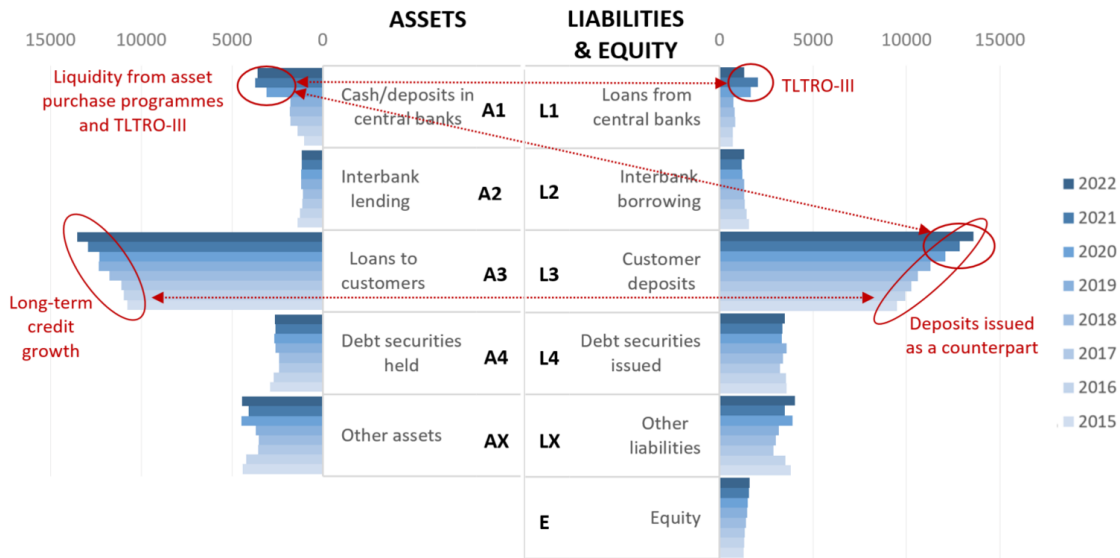 ASSETS
LIABILITIES
& EQUITY
15000 10000 5000 0
0 5000 10000 15000
Liquidity from asset
purchase programmes
and TLTRO-III
Cash/deposits in
central banks
A1
L1
Loans from
central banks
TLTRO-III
Interbank
lending
A2
L2
Interbank
borrowing
Loans to
customers
A3
L3
Customer
deposits
Long-term
credit
growth
Deposits issued
as a counterpart
Debt securities
held
A4
L4
Debt securities
issued
Other assets
AX
LX
Other
liabilities
E
Equity
2022
2021
2020
2019
2018
2017
2016
2015